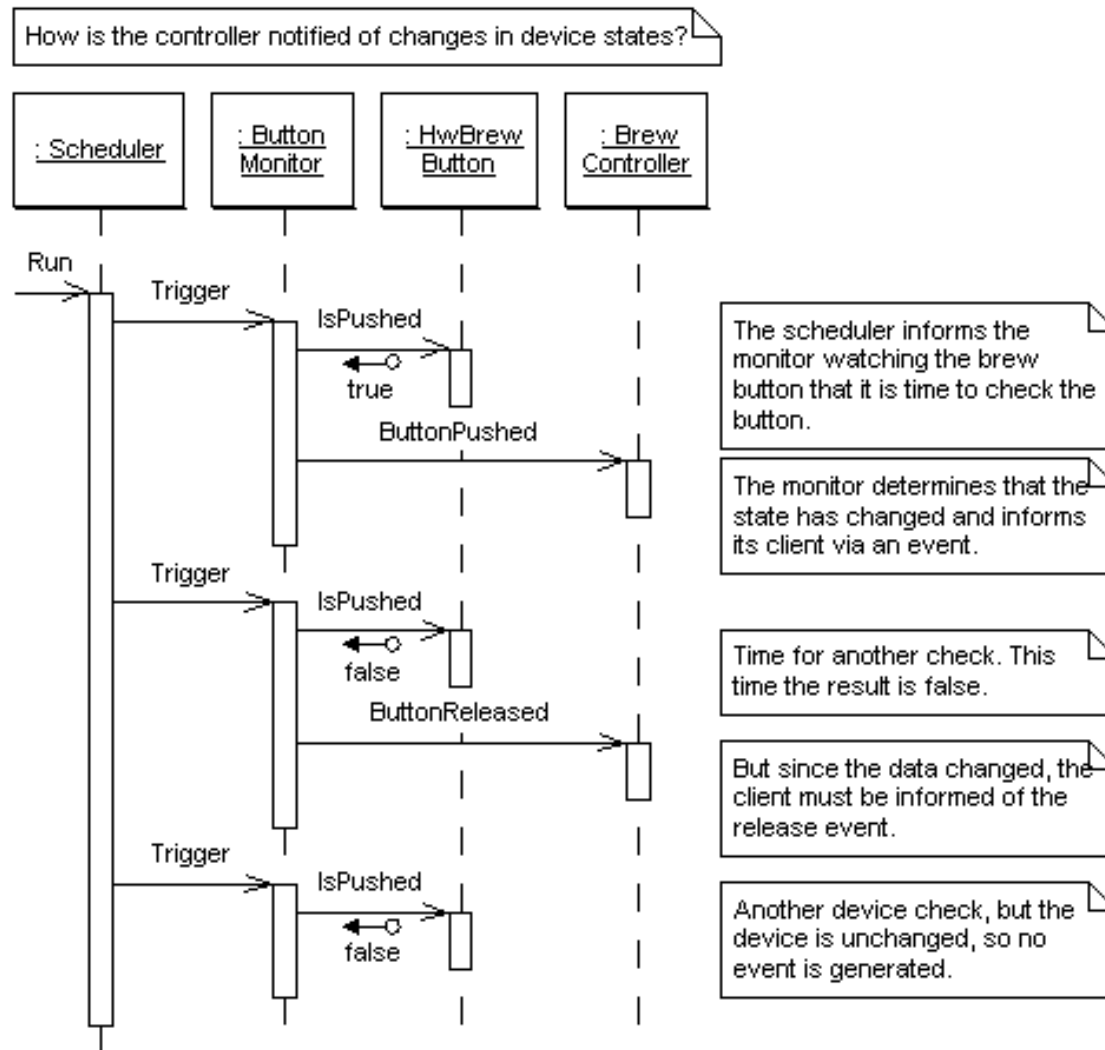 How is the controller notified of changes in device states?
: Scheduler
: Button
Monitor
: HwBrew
Button
: Brew
Controller
Run
Trigger
IsPushed
true
The scheduler informs the
monitor watching the brew
button that it is time to check the
button.
ButtonPushed
The monitor determines that the
state has changed and informs
its client via an event.
Trigger
IsPushed
false
Time for another check. This
time the result is false.
ButtonReleased
But since the data changed, the
client must be informed of the
release event.
Trigger
IsPushed
false
Another device check, but the
device is unchanged, so no
event is generated.